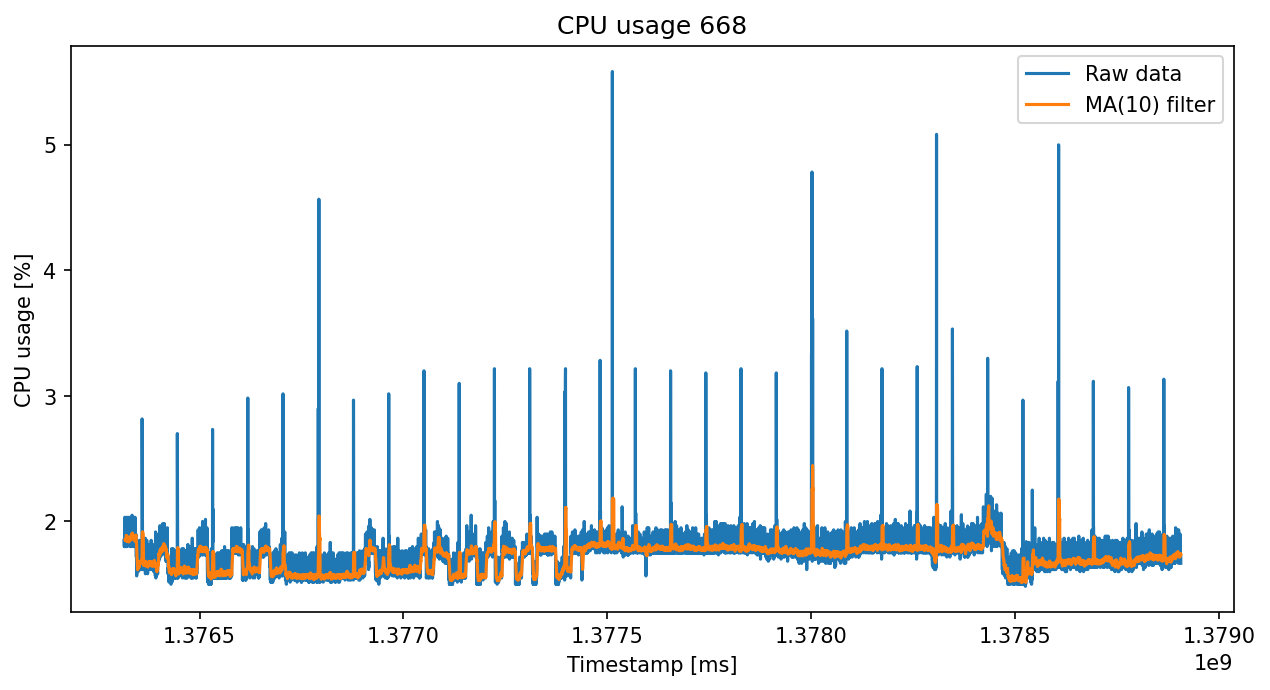 CPU usage 668
Raw data
MA(10) filter
CPU usage [%]
5
4
3
2
1.3765 1.3770 1.3775 1.3780 1.3785 1.3790
1e9
Timestamp [ms]